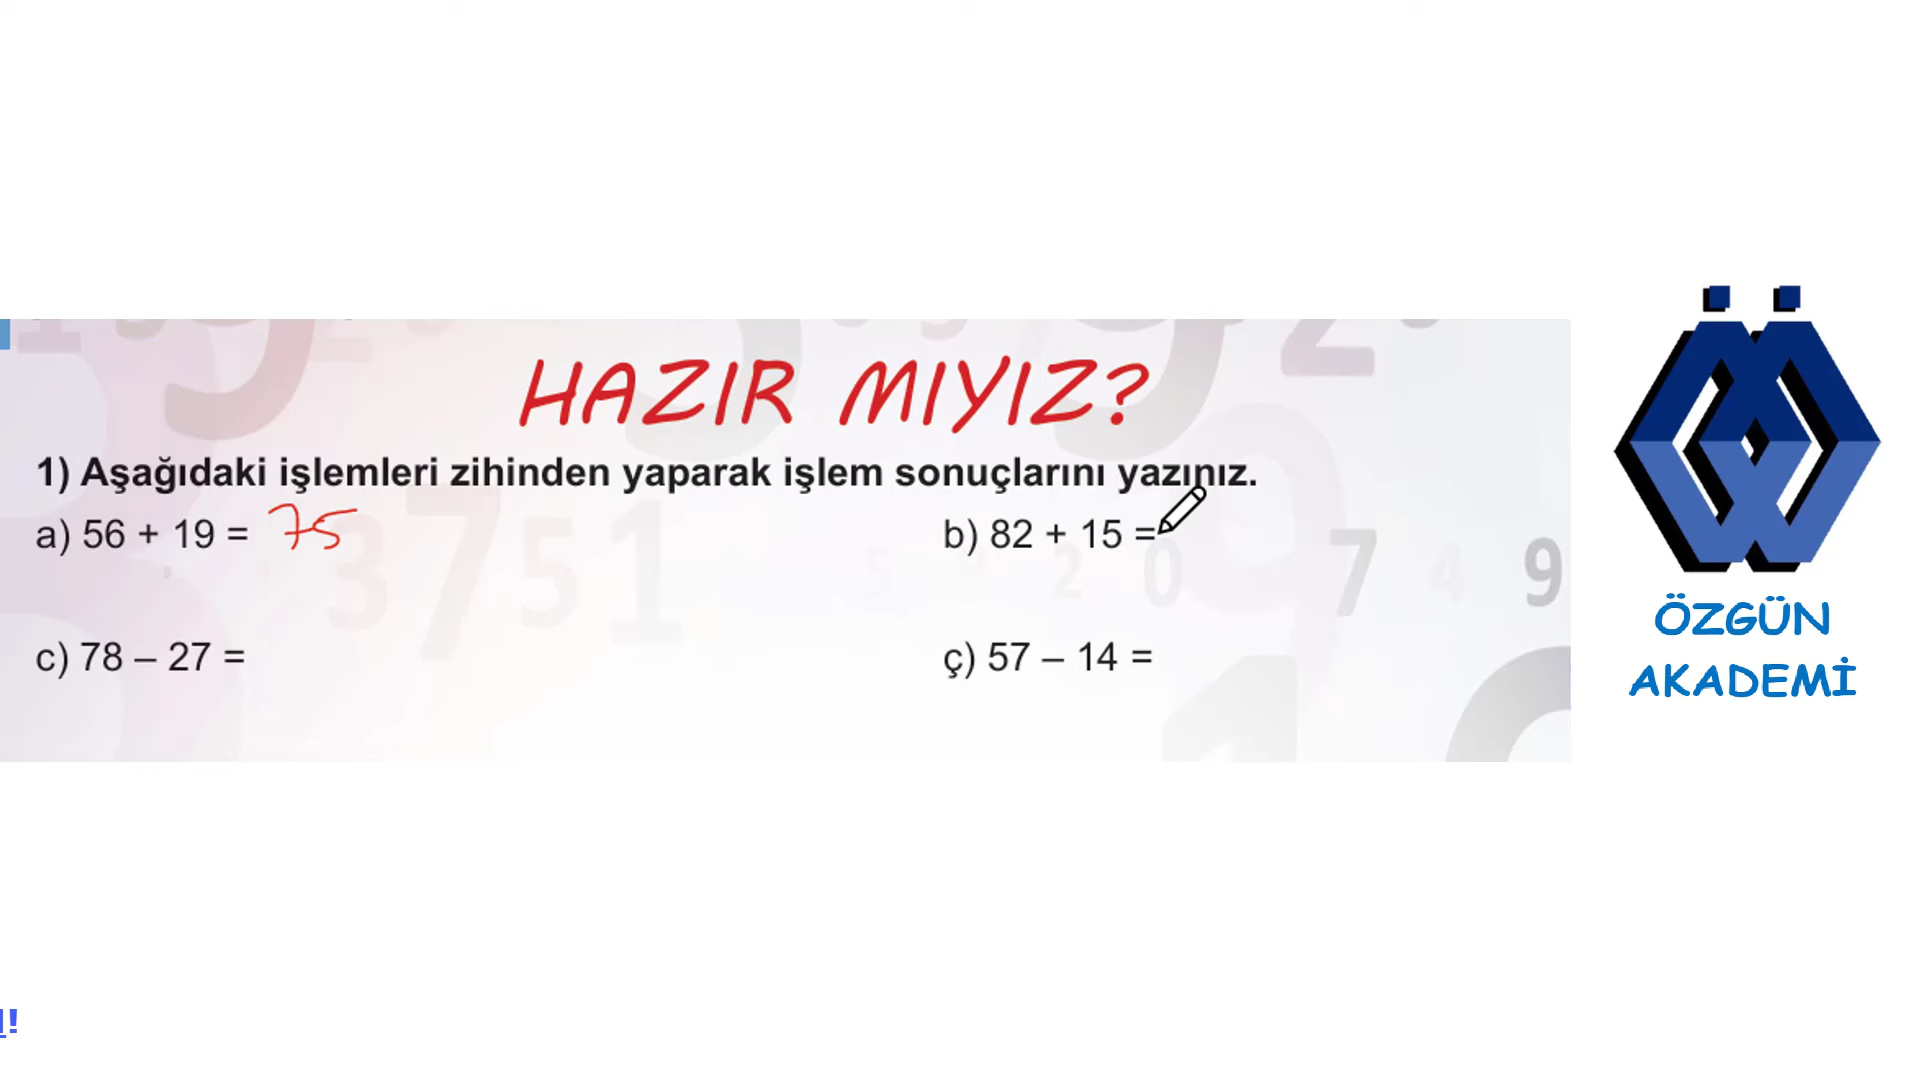 HAZIR MIYIZ?
1) Aşağıdaki işlemleri zihinden yaparak işlem sonuçlarını yazınız.
a) 56 + 19 = 75
b) 82 + 15 =
c) 78 – 27 =
ç) 57 – 14 =
ÖZGÜN
AKADEMİ